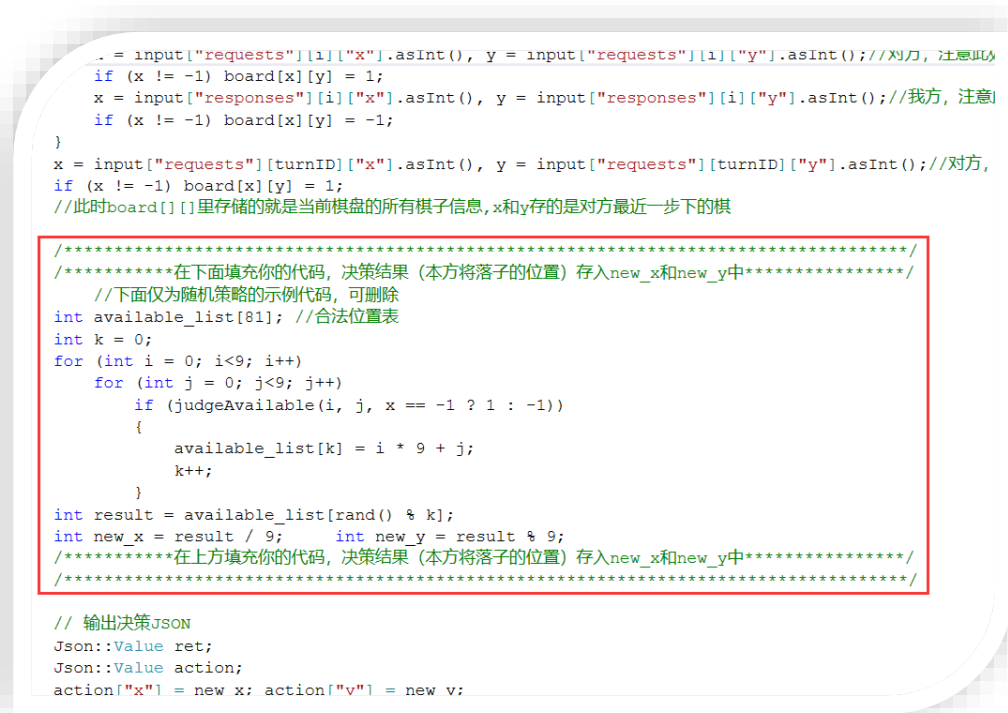 = input["requests"][i]["x"].asInt(), y = input["requests"][i]["y"].asInt();//对方, 注意此
if (x != -1) board[x][y] = 1;
x = input["responses"][i]["x"].asInt(), y = input["responses"][i]["y"].asInt();//我方, 注意
if (x != -1) board[x][y] = -1;
}
x = input["requests"][turnID]["x"].asInt(), y = input["requests"][turnID]["y"].asInt();//对方,
if (x != -1) board[x][y] = 1;
//此时board[][]里存储的就是当前棋盘的所有棋子信息,x和y存的是对方最近一步下的棋
/************************************************************************************/
/***********在下面填充你的代码, 决策结果 (本方将落子的位置) 存入new_x和new_y中****************/
//下面仅为随机策略的示例代码, 可删除
int available_list[81]; //合法位置表
int k = 0;
for (int i = 0; i<9; i++)
for (int j = 0; j<9; j++)
if (judgeAvailable(i, j, x == -1 ? 1 : -1))
{
available_list[k] = i * 9 + j;
k++;
}
int result = available_list[rand() % k];
int new_x = result / 9; int new_y = result % 9;
/***********在上方填充你的代码, 决策结果 (本方将落子的位置) 存入new_x和new_y中****************/
/************************************************************************************/
// 输出决策JSON
Json::Value ret;
Json::Value action;
action["x"] = new_x; action["y"] = new_y;